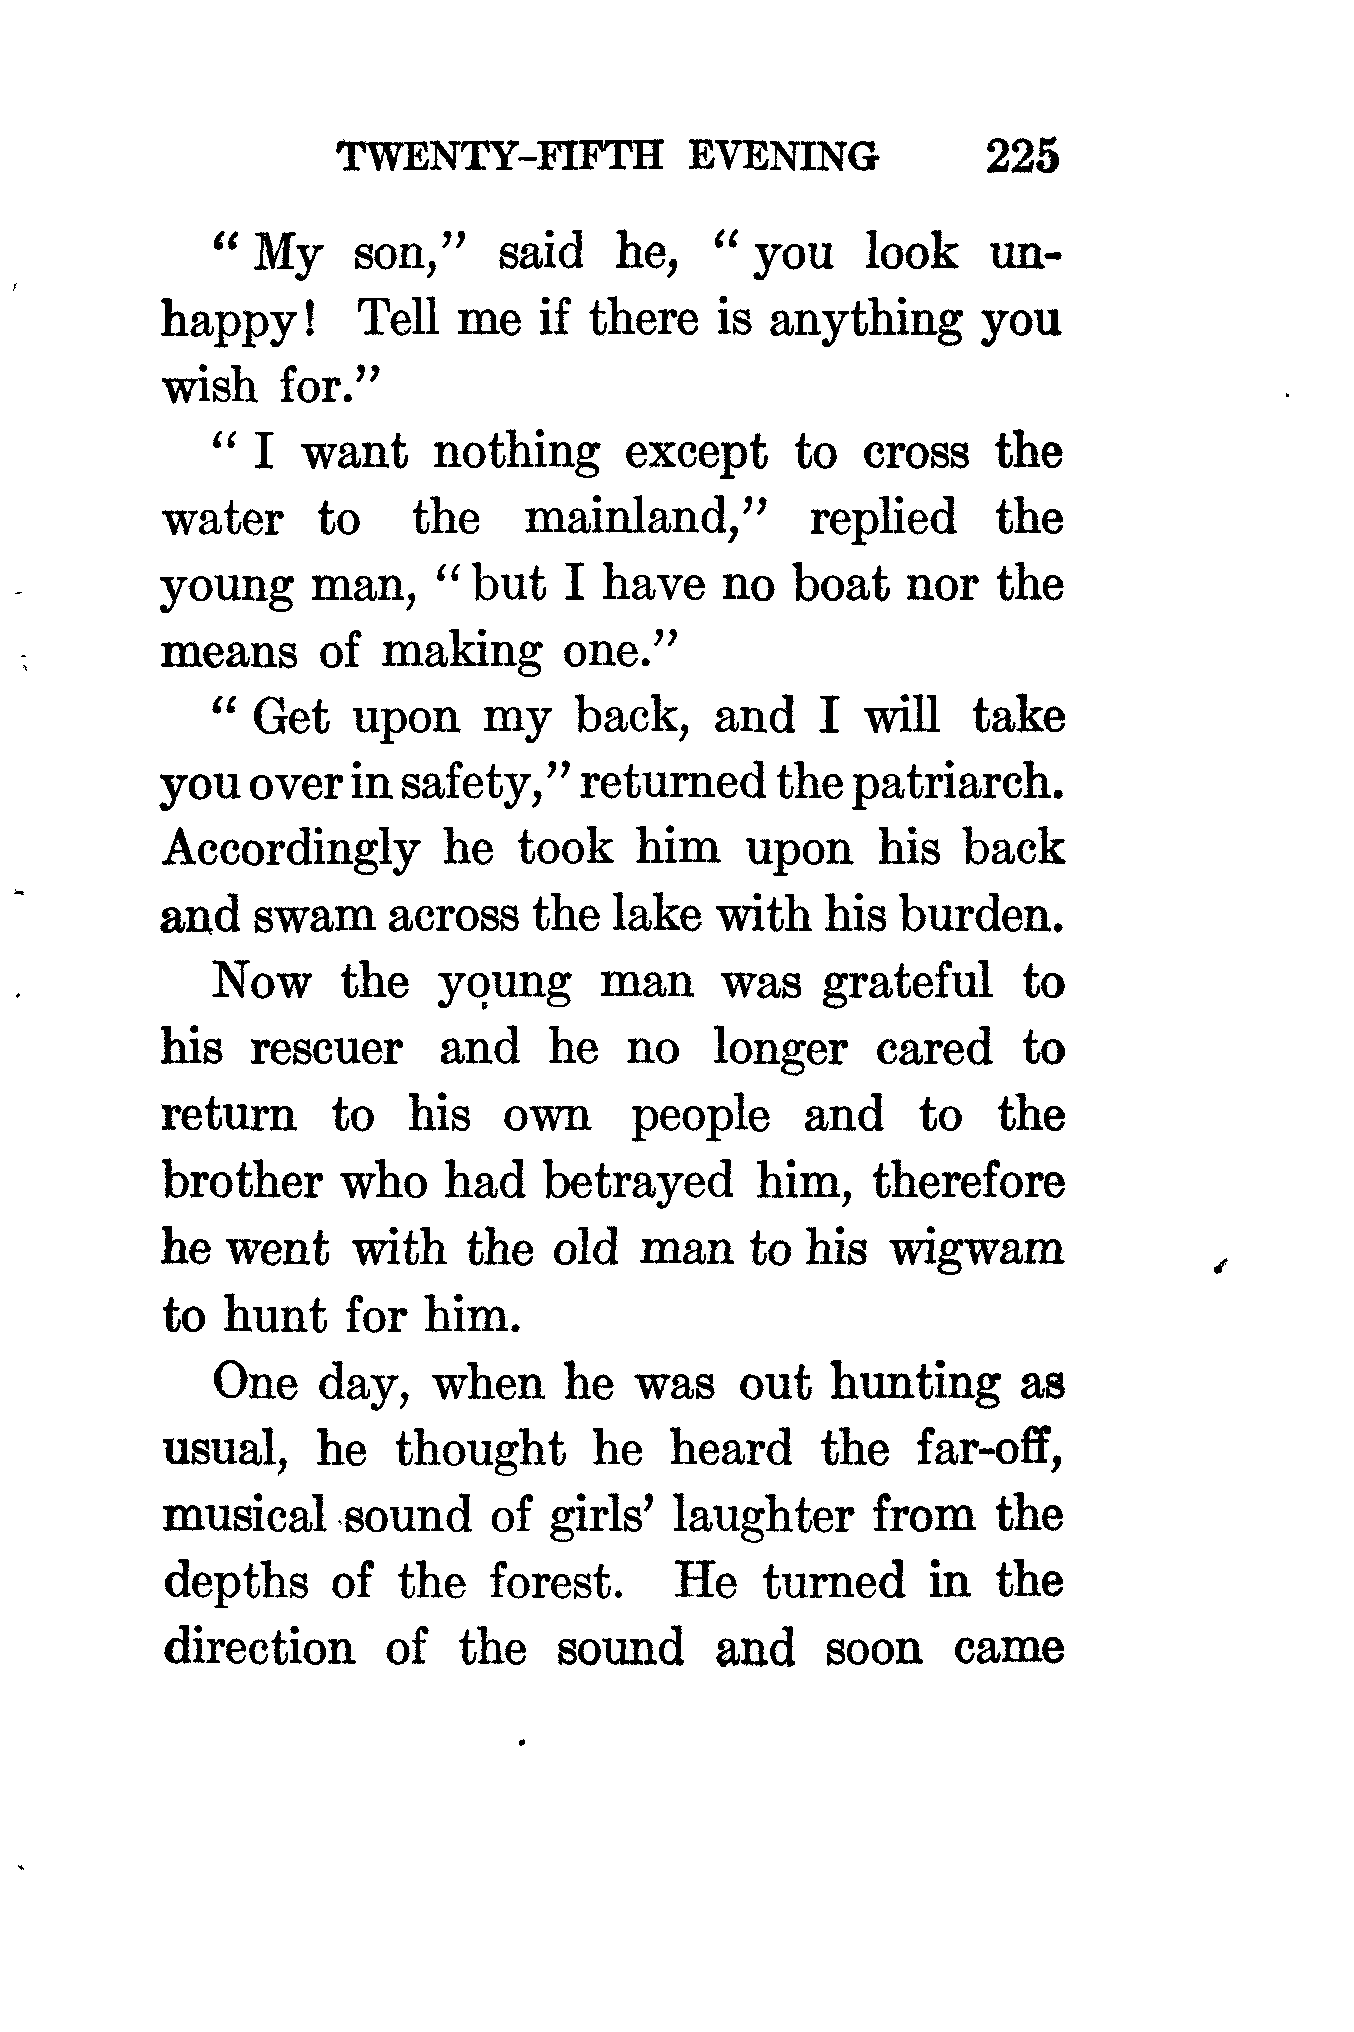 TWENTY-FIFTH EVENING 225
“ My son,” said he, “ you look un-
happy! Tell me if there is anything you
wish for.”
“ I want nothing except to cross the
water to the mainland,” replied the
young man, “ but I have no boat nor the
means of making one.”
“ Get upon my back, and I will take
you over in safety,” returned the patriarch.
Accordingly he took him upon his back
and swam across the lake with his burden.
Now the young man was grateful to
his rescuer and he no longer cared to
return to his own people and to the
brother who had betrayed him, therefore
he went with the old man to his wigwam
to hunt for him.
One day, when he was out hunting as
usual, he thought he heard the far-off,
musical sound of girls’ laughter from the
depths of the forest. He turned in the
direction of the sound and soon came